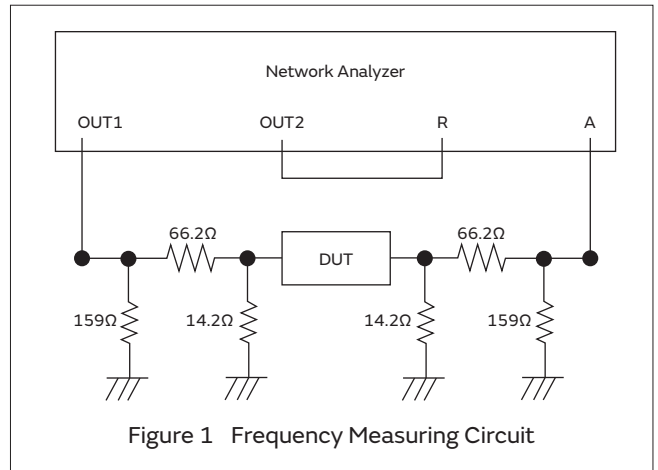 Network Analyzer
OUT1 OUT2 R A
66.2Ω DUT 66.2Ω
159Ω 14.2Ω 14.2Ω 159Ω
Figure 1 Frequency Measuring Circuit